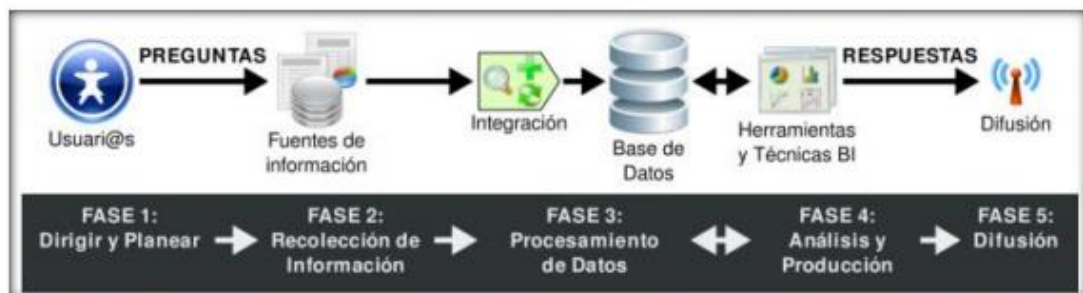 PREGUNTAS
RESPUESTAS
Usuari@s
Fuentes de
información
Integración
Base de
Datos
Herramientas
y Técnicas BI
Difusión
FASE 1:
Dirigir y Planear
FASE 2:
Recolección de
Información
FASE 3:
Procesamiento
de Datos
FASE 4:
Análisis y
Producción
FASE 5:
Difusión